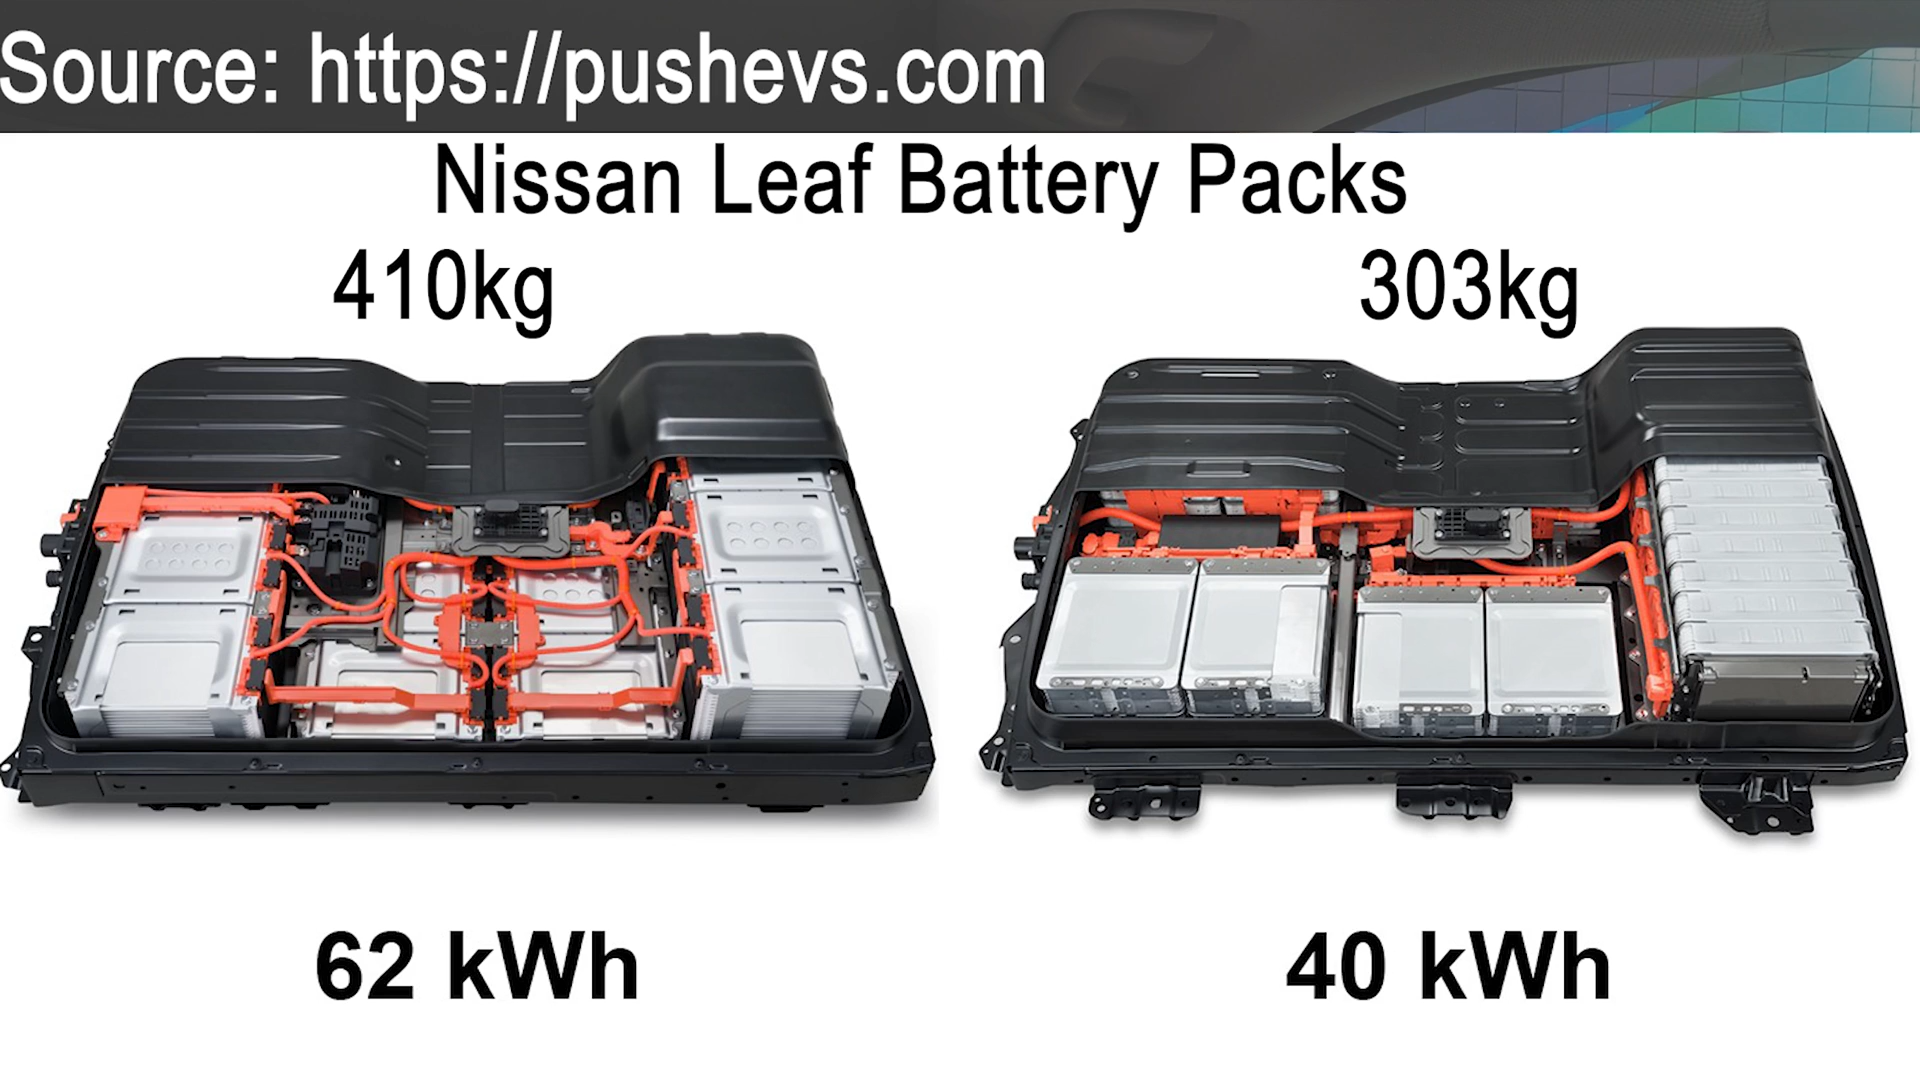 Source: https://pushevs.com
Nissan Leaf Battery Packs
410kg
303kg
62 kWh
40 kWh